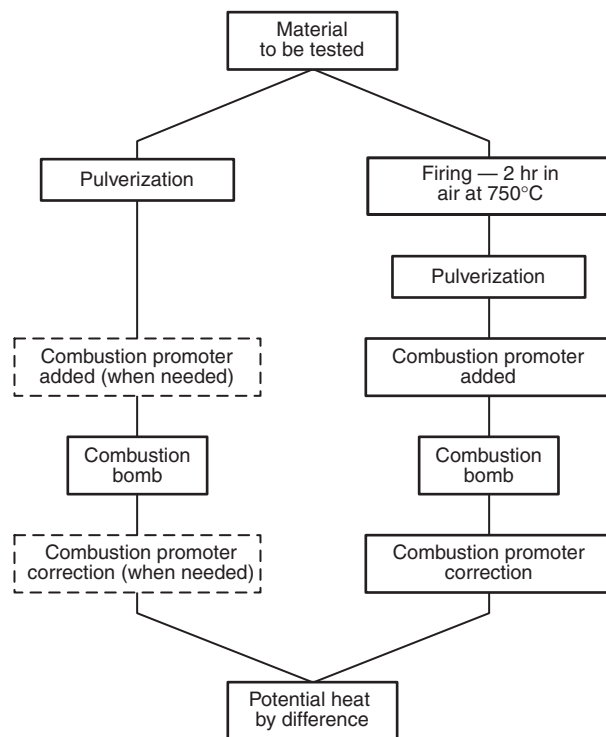 Material
to be tested
Pulverization
Firing — 2 hr in
air at 750°C
Pulverization
Combustion promoter
added (when needed)
Combustion promoter
added
Combustion
bomb
Combustion
bomb
Combustion promoter
correction (when needed)
Combustion promoter
correction
Potential heat
by difference